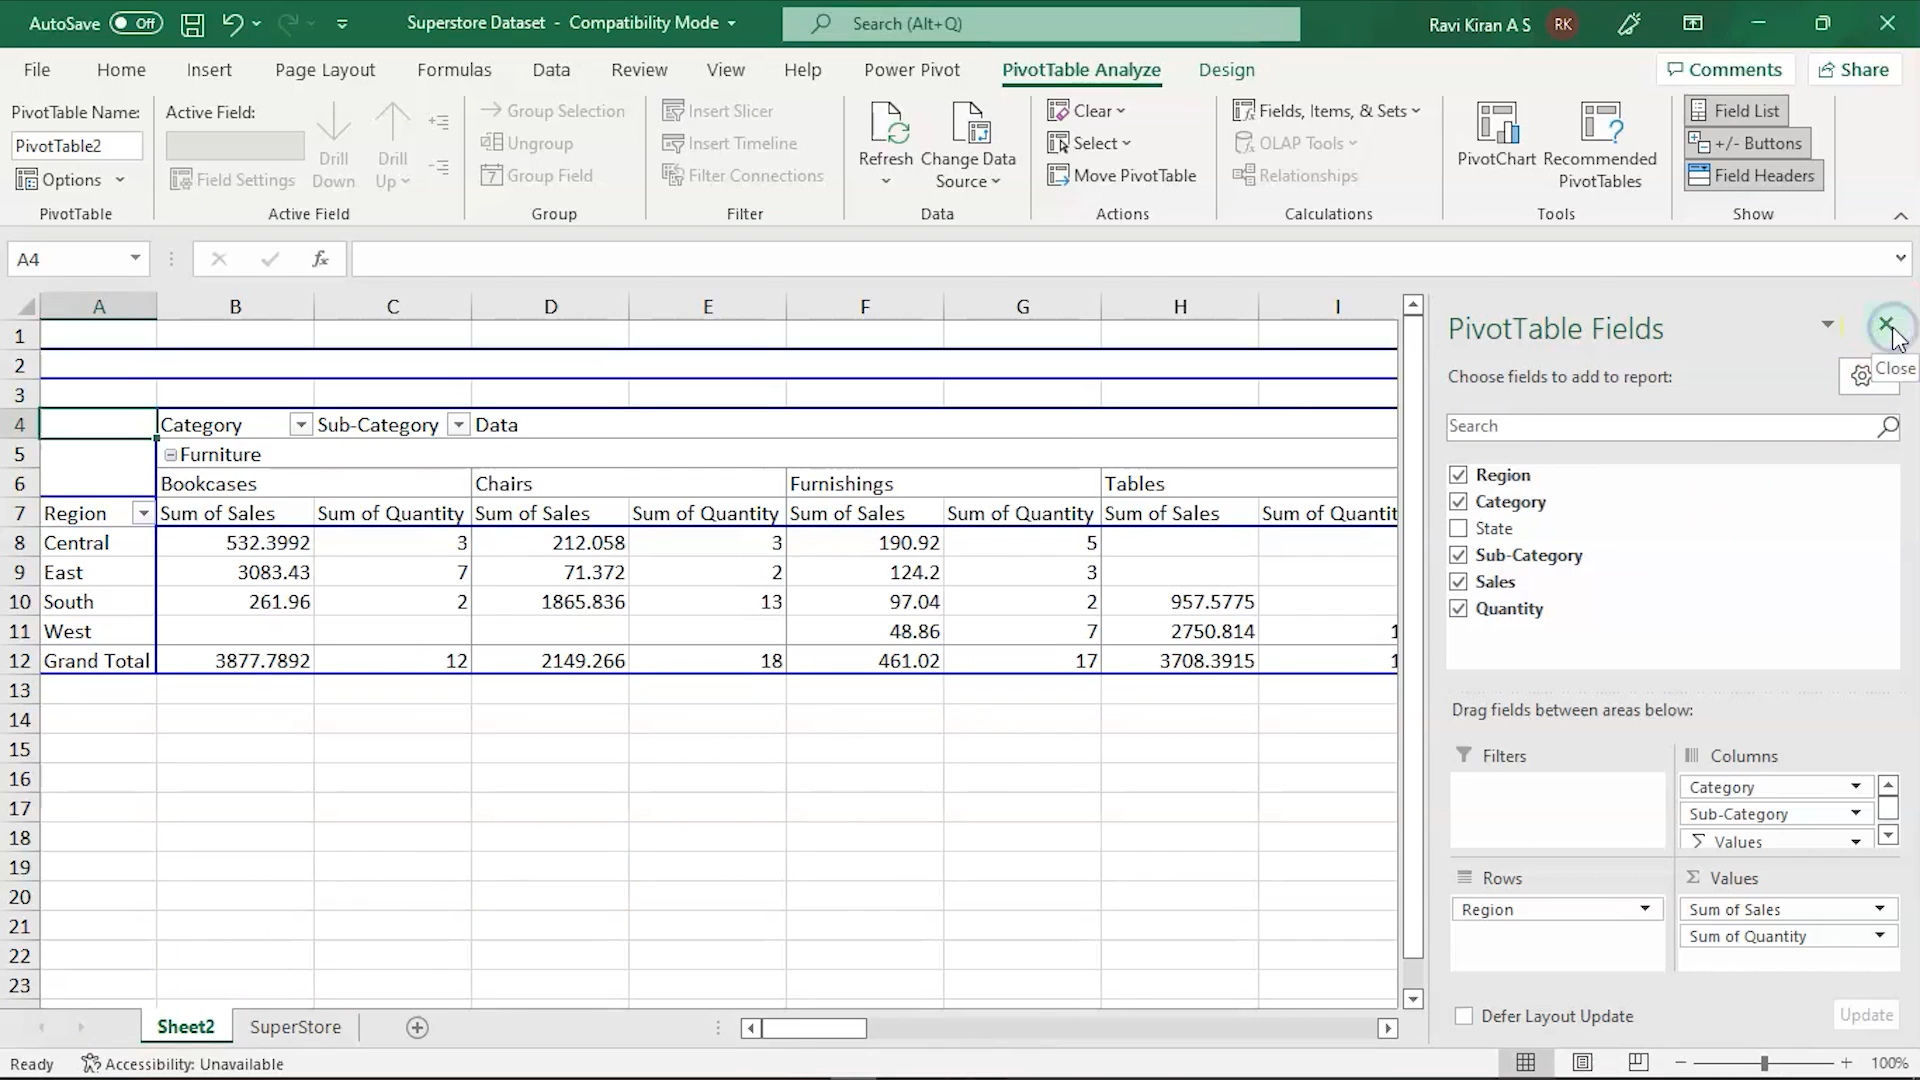 AutoSave Off Superstore Dataset - Compatibility Mode Search (Alt+Q) Ravi Kiran A S RK
File Home Insert Page Layout Formulas Data Review View Help Power Pivot PivotTable Analyze Design Comments Share
PivotTable Name: Active Field: Group Selection Insert Slicer Clear Fields, Items, & Sets Field List
PivotTable2 Ungroup Insert Timeline Select OLAP Tools +/- Buttons
Refresh Change Data Source PivotChart Recommended PivotTables
Options Field Settings Drill Down Drill Up Group Field Filter Connections Move PivotTable Relationships Field Headers
PivotTable Active Field Group Filter Data Actions Calculations Tools Show
A4 fx
A B C D E F G H I
1
2
3
4 Category Sub-Category Data
5 Furniture
6 Bookcases Chairs Furnishings Tables
7 Region Sum of Sales Sum of Quantity Sum of Sales Sum of Quantity Sum of Sales Sum of Quantity Sum of Sales Sum of Quantit
8 Central 532.3992 3 212.058 3 190.92 5
9 East 3083.43 7 71.372 2 124.2 3
10 South 261.96 2 1865.836 13 97.04 2 957.5775
11 West 48.86 7 2750.814 1
12 Grand Total 3877.7892 12 2149.266 18 461.02 17 3708.3915 1
13
14
15
16
17
18
19
20
21
22
23
PivotTable Fields
Close
Choose fields to add to report:
Search
Region
Category
State
Sub-Category
Sales
Quantity
Drag fields between areas below:
Filters Columns
Category
Sub-Category
Σ Values
Rows Σ Values
Region Sum of Sales
Sum of Quantity
Defer Layout Update Update
Sheet2 SuperStore
Ready Accessibility: Unavailable 100%